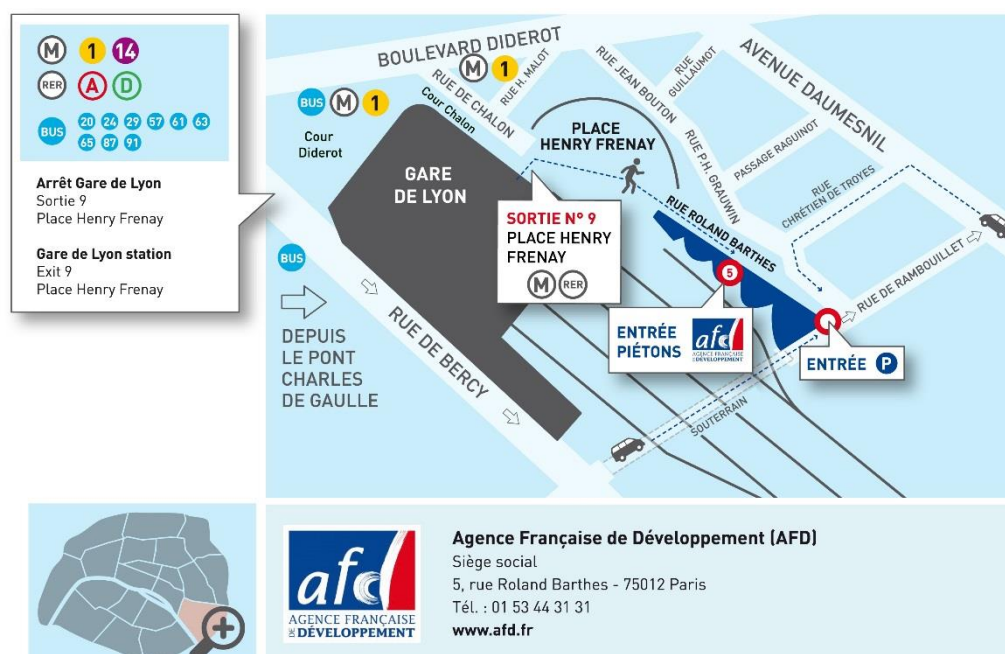 M 1 14
RER A D
BUS 20 24 29 57 61 63
65 87 91
Arrêt Gare de Lyon
Sortie 9
Place Henry Frenay
Gare de Lyon station
Exit 9
Place Henry Frenay
BOULEVARD DIDEROT
M 1
BUS M 1
Cour
Diderot
RUE DE CHALON
Cour Chalon
RUE H. MALOT
RUE JEAN BOUTON
RUE
GUILLAUMOT
AVENUE DAUMESNIL
PLACE
HENRY FRENAY
RUE P.H. GRAUWIN
PASSAGE RAGUINOT
RUE
CHRÉTIEN DE TROYES
GARE
DE LYON
SORTIE N° 9
PLACE HENRY
FRENAY
M RER
RUE ROLAND BARTHES
5
RUE DE RAMBOUILLET
BUS
DEPUIS
LE PONT
CHARLES
DE GAULLE
RUE DE BERCY
ENTRÉE
PIÉTONS
afd
AGENCE FRANÇAISE
DE DÉVELOPPEMENT
ENTRÉE P
SOUTERRAIN
afd
AGENCE FRANÇAISE
DE DÉVELOPPEMENT
Agence Française de Développement (AFD)
Siège social
5, rue Roland Barthes - 75012 Paris
Tél. : 01 53 44 31 31
www.afd.fr